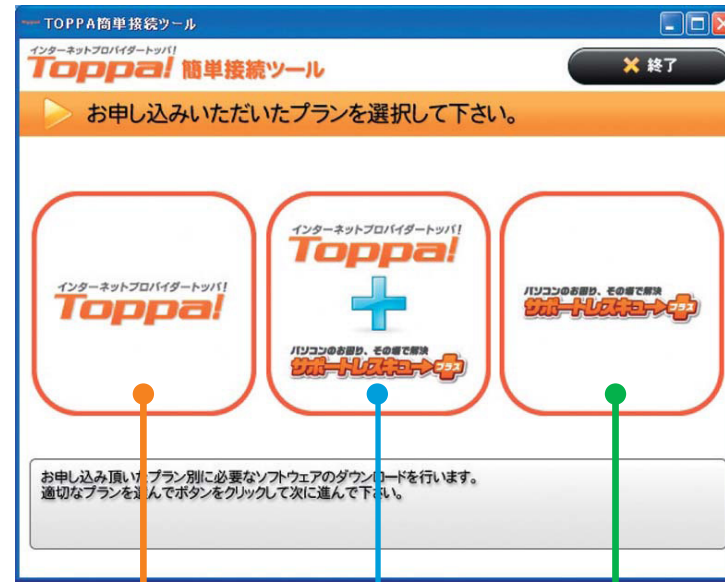 TOPPA簡単接続ツール
インターネットプロバイダートッパ!
Toppa! 簡単接続ツール
終了
お申し込みいただいたプランを選択して下さい。
インターネットプロバイダートッパ!
Toppa!
インターネットプロバイダートッパ!
Toppa!
パソコンのお困り、その場で解決
サポートレスキュー プラス
パソコンのお困り、その場で解決
サポートレスキュー プラス
お申し込み頂いたプラン別に必要なソフトウェアのダウンロードを行います。
適切なプランを選んでボタンをクリックして次に進んで下さい。